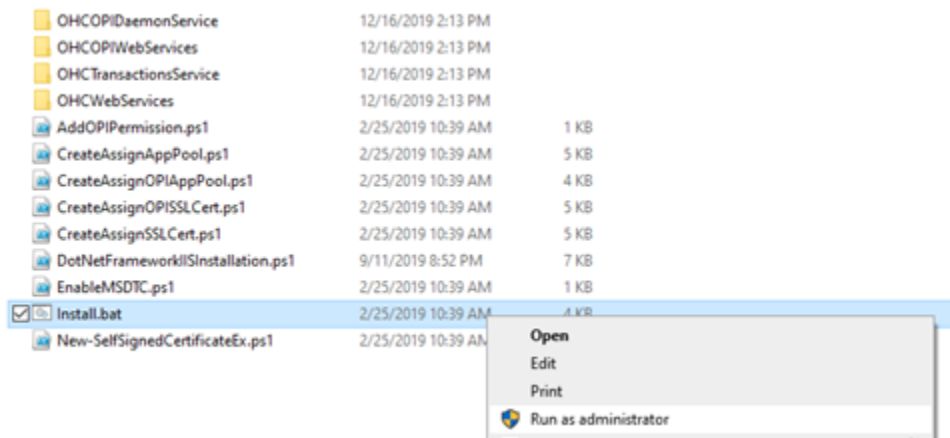 OHCOPIDaemonService 12/16/2019 2:13 PM
OHCOPIWebServices 12/16/2019 2:13 PM
OHCTransactionsService 12/16/2019 2:13 PM
OHCWebServices 12/16/2019 2:13 PM
AddOPIPermission.ps1 2/25/2019 10:39 AM 1 KB
CreateAssignAppPool.ps1 2/25/2019 10:39 AM 5 KB
CreateAssignOPIAppPool.ps1 2/25/2019 10:39 AM 4 KB
CreateAssignOPISSLCert.ps1 2/25/2019 10:39 AM 5 KB
CreateAssignSSLCert.ps1 2/25/2019 10:39 AM 5 KB
DotNetFrameworkIISInstallation.ps1 9/11/2019 8:52 PM 7 KB
EnableMSDTC.ps1 2/25/2019 10:39 AM 1 KB
Install.bat 2/25/2019 10:39 AM 4 KB
New-SelfSignedCertificateEx.ps1 2/25/2019 10:39 AM
Open
Edit
Print
Run as administrator